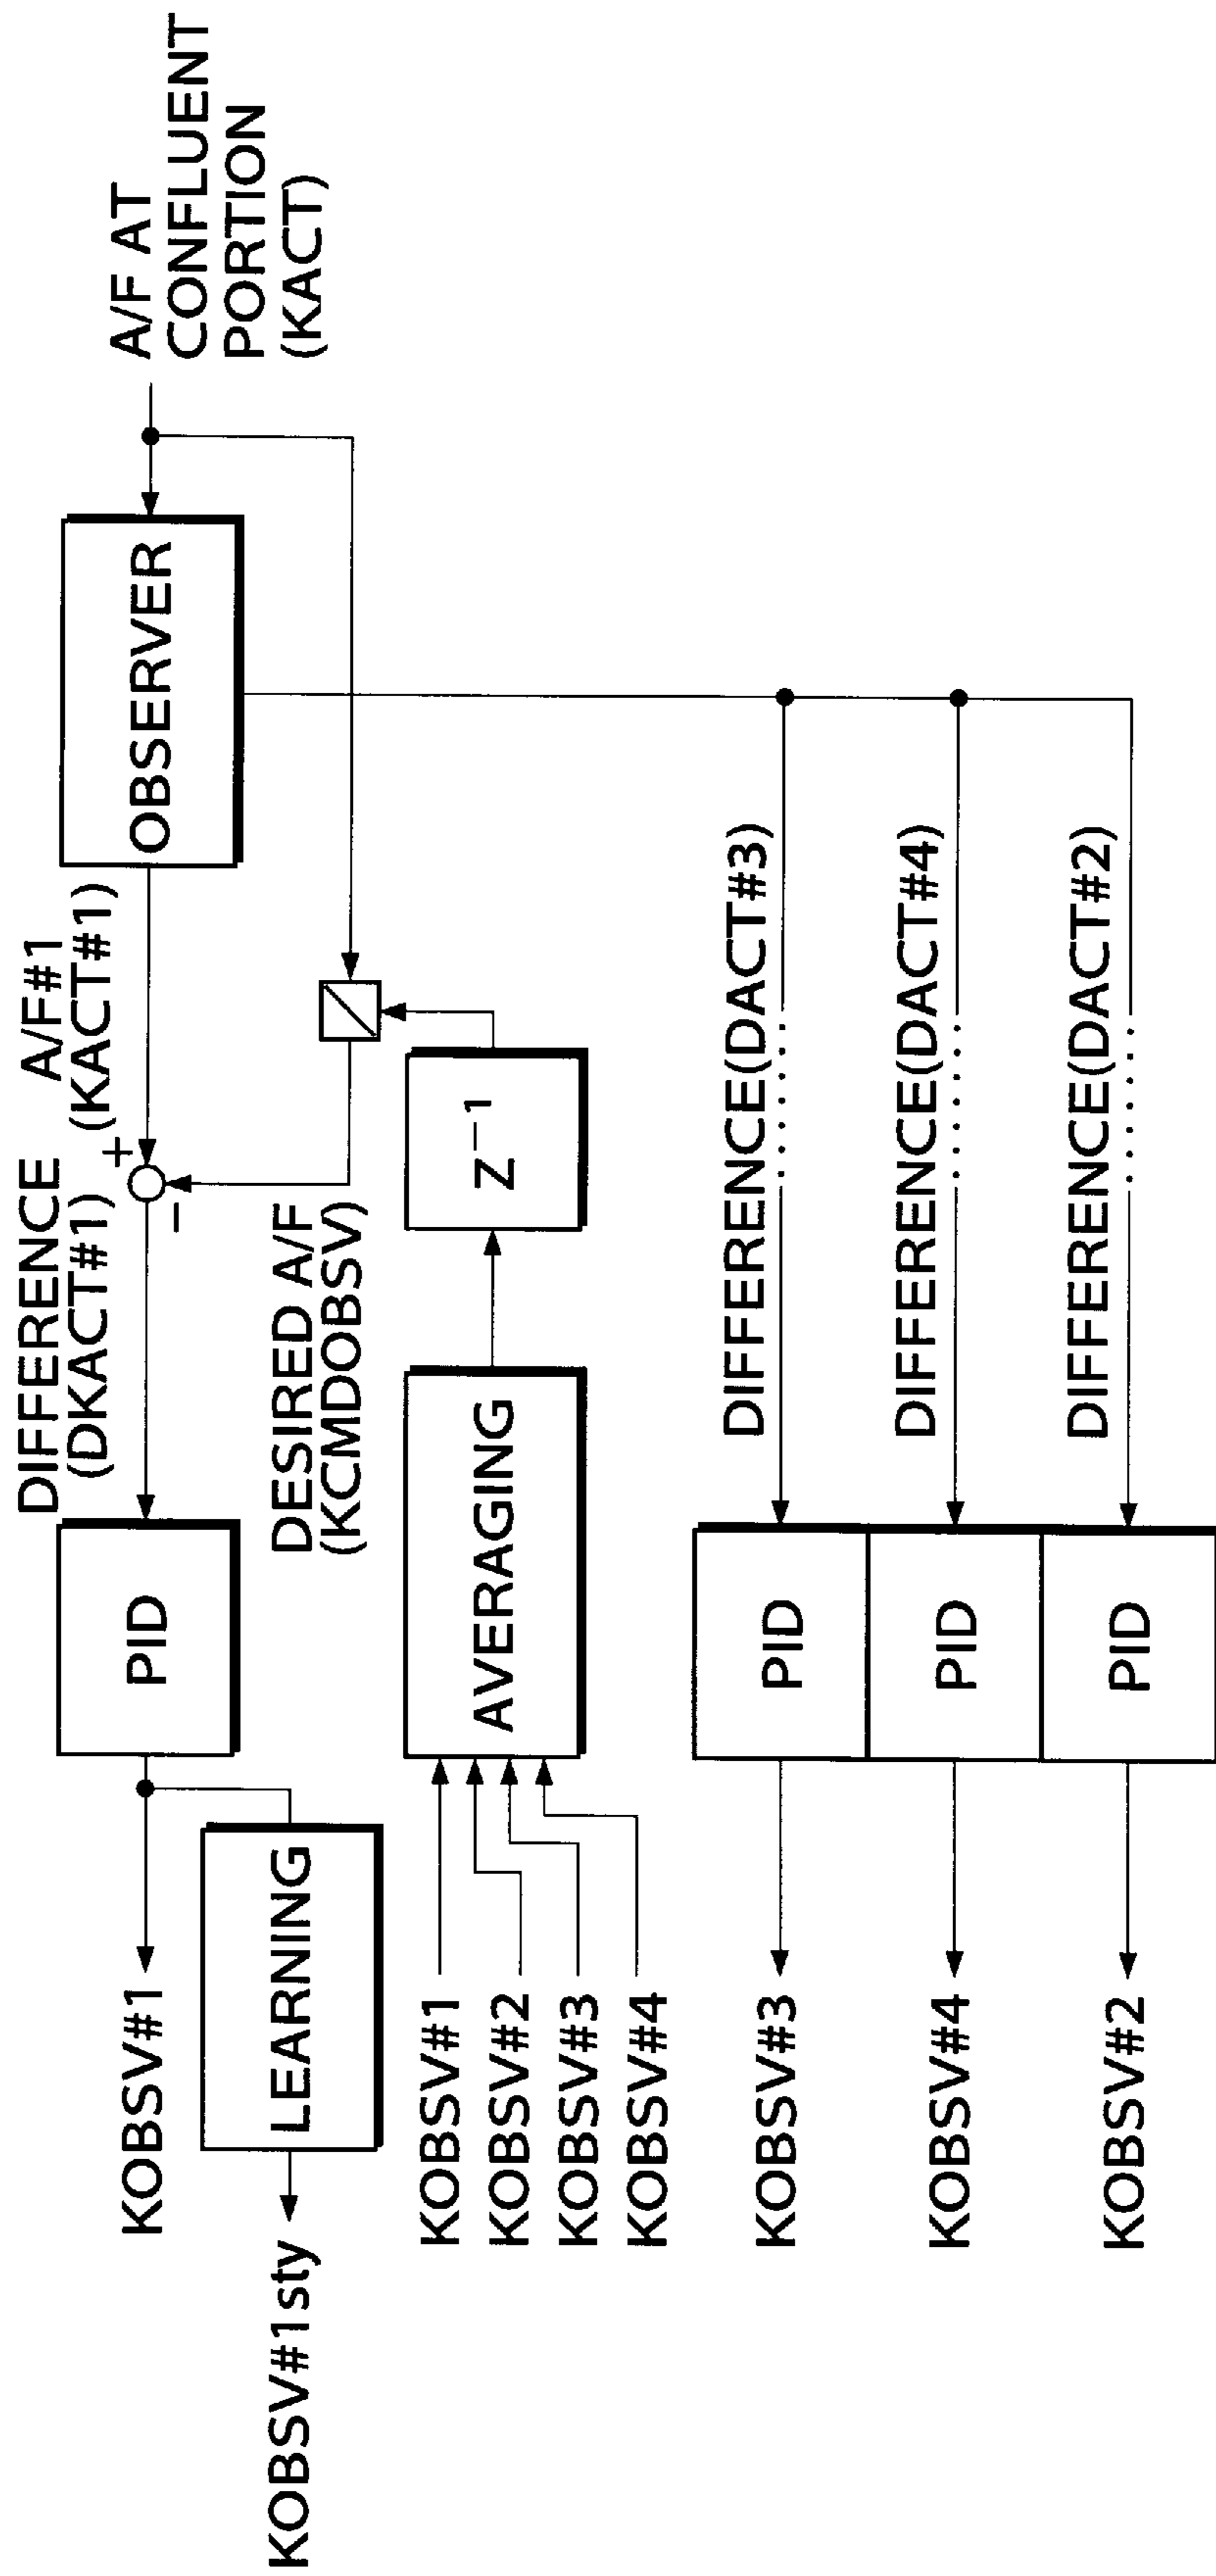 A/F AT
CONFLUENT
PORTION
(KACT)
OBSERVER
A/F#1
(KACT#1)
+
−
DIFFERENCE
(DKACT#1)
PID
KOBSV#1
LEARNING
KOBSV#1sty
DESIRED A/F
(KCMDOBSV)
Z⁻¹
AVERAGING
KOBSV#1
KOBSV#2
KOBSV#3
KOBSV#4
DIFFERENCE(DACT#3)
PID
KOBSV#3
DIFFERENCE(DACT#4)
PID
KOBSV#4
DIFFERENCE(DACT#2)
PID
KOBSV#2